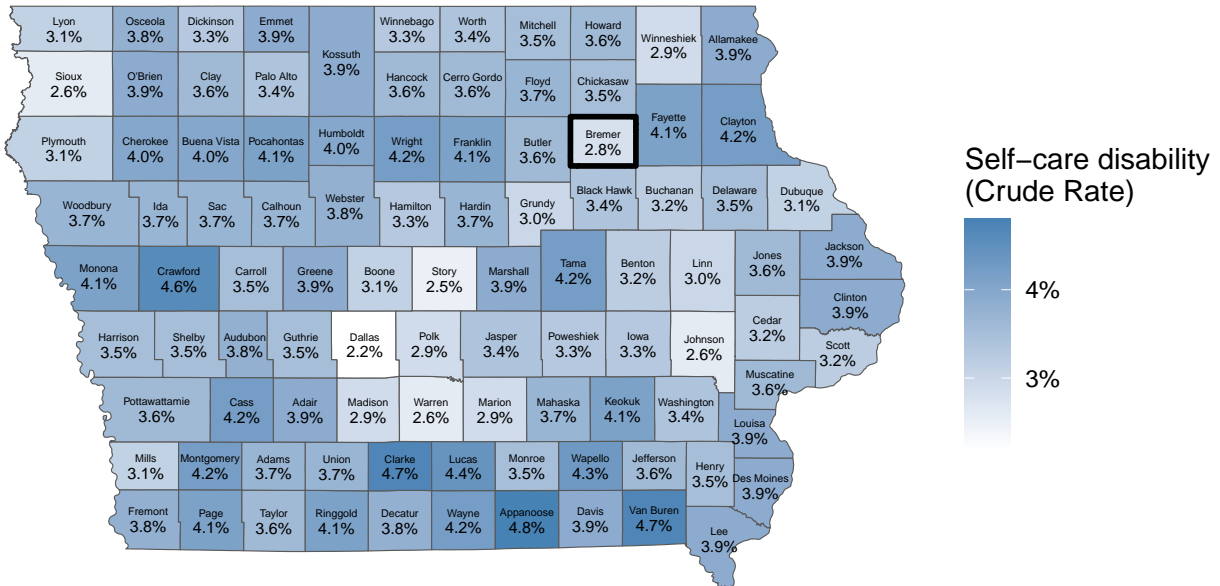 Lyon
3.1%
Osceola
3.8%
Dickinson
3.3%
Emmet
3.9%
Kossuth
3.9%
Winnebago
3.3%
Worth
3.4%
Mitchell
3.5%
Howard
3.6%
Winneshiek
2.9%
Allamakee
3.9%
Sioux
2.6%
O'Brien
3.9%
Clay
3.6%
Palo Alto
3.4%
Hancock
3.6%
Cerro Gordo
3.6%
Floyd
3.7%
Chickasaw
3.5%
Fayette
4.1%
Clayton
4.2%
Plymouth
3.1%
Cherokee
4.0%
Buena Vista
4.0%
Pocahontas
4.1%
Humboldt
4.0%
Wright
4.2%
Franklin
4.1%
Butler
3.6%
Bremer
2.8%
Woodbury
3.7%
Ida
3.7%
Sac
3.7%
Calhoun
3.7%
Webster
3.8%
Hamilton
3.3%
Hardin
3.7%
Grundy
3.0%
Black Hawk
3.4%
Buchanan
3.2%
Delaware
3.5%
Dubuque
3.1%
Monona
4.1%
Crawford
4.6%
Carroll
3.5%
Greene
3.9%
Boone
3.1%
Story
2.5%
Marshall
3.9%
Tama
4.2%
Benton
3.2%
Linn
3.0%
Jones
3.6%
Jackson
3.9%
Clinton
3.9%
Harrison
3.5%
Shelby
3.5%
Audubon
3.8%
Guthrie
3.5%
Dallas
2.2%
Polk
2.9%
Jasper
3.4%
Poweshiek
3.3%
Iowa
3.3%
Johnson
2.6%
Cedar
3.2%
Scott
3.2%
Muscatine
3.6%
Pottawattamie
3.6%
Cass
4.2%
Adair
3.9%
Madison
2.9%
Warren
2.6%
Marion
2.9%
Mahaska
3.7%
Keokuk
4.1%
Washington
3.4%
Louisa
3.9%
Mills
3.1%
Montgomery
4.2%
Adams
3.7%
Union
3.7%
Clarke
4.7%
Lucas
4.4%
Monroe
3.5%
Wapello
4.3%
Jefferson
3.6%
Henry
3.5%
Des Moines
3.9%
Fremont
3.8%
Page
4.1%
Taylor
3.6%
Ringgold
4.1%
Decatur
3.8%
Wayne
4.2%
Appanoose
4.8%
Davis
3.9%
Van Buren
4.7%
Lee
3.9%
Self−care disability
(Crude Rate)
4%
3%